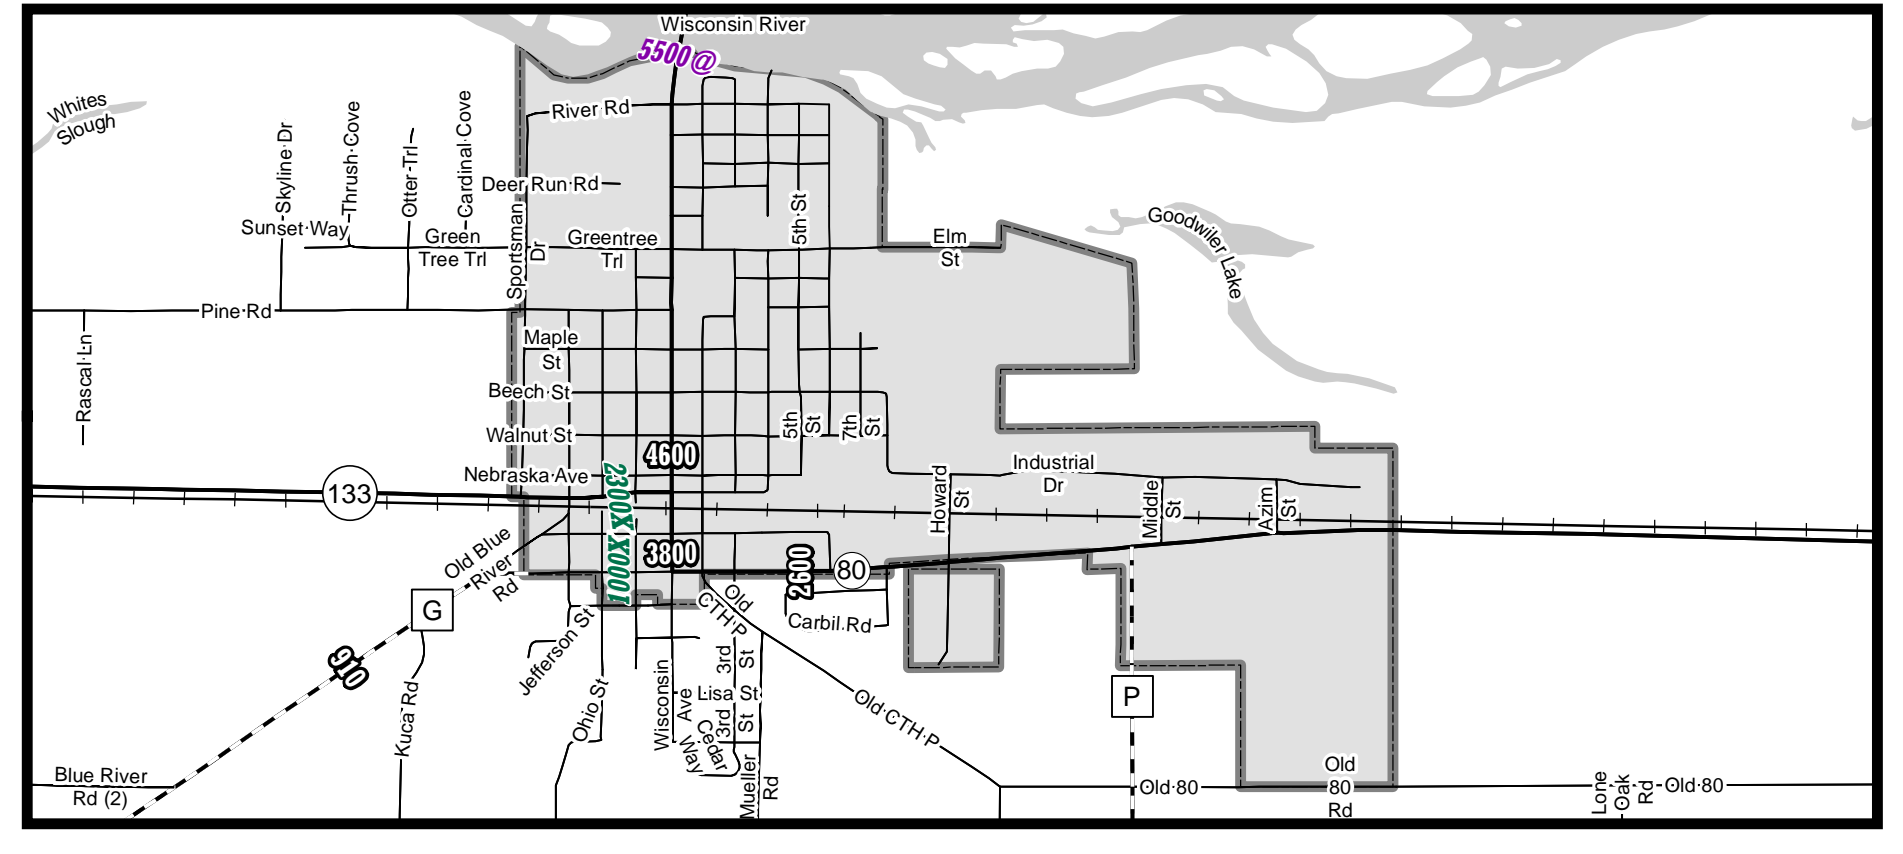 Wisconsin River
5500@
Whites
Slough
River Rd
Skyline Dr
Thrush Cove
Otter Trl
Cardinal Cove
Deer Run Rd
Sunset Way
Green
Tree Trl
Sportsman
Dr
Greentree
Trl
5th St
Elm
St
Goodwiler Lake
Pine Rd
Rascal Ln
Maple
St
Beech St
Walnut St
5th
St
7th
St
4600
Nebraska Ave
Industrial
Dr
133
2300X X0001
Howard
St
Middle
St
Azim
St
Old Blue
River
Rd
3800
2600
80
G
Old
CTH P
Carbil Rd
Jefferson St
910
3rd
St
Kuca Rd
Ohio St
Wisconsin
Ave
Lisa St
3rd
St
Cedar
Way
Old CTH P
P
Mueller
Rd
Blue River
Rd (2)
Old 80
Old
80
Rd
Lone
Oak
Rd
Old 80